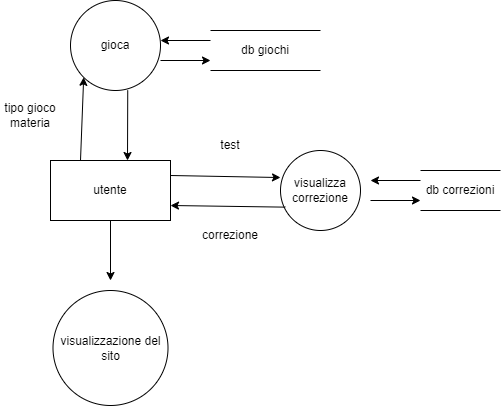 gioca
db giochi
tipo gioco
materia
test
utente
visualizza
correzione
db correzioni
correzione
visualizzazione del
sito